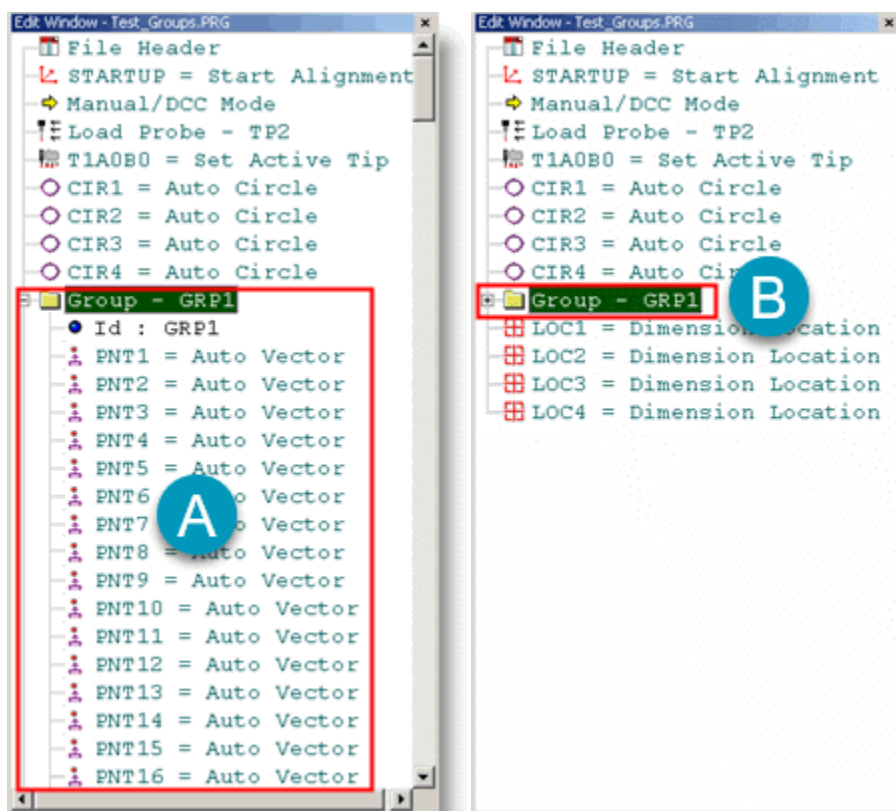 Edit Window - Test_Groups.PRG
File Header
STARTUP = Start Alignment
Manual/DCC Mode
Load Probe - TP2
T1A0B0 = Set Active Tip
CIR1 = Auto Circle
CIR2 = Auto Circle
CIR3 = Auto Circle
CIR4 = Auto Circle
Group - GRP1
Id : GRP1
PNT1 = Auto Vector
PNT2 = Auto Vector
PNT3 = Auto Vector
PNT4 = Auto Vector
PNT5 = Auto Vector
PNT6 Vector
PNT7 Vector
A
PNT8 = Auto Vector
PNT9 = Auto Vector
PNT10 = Auto Vector
PNT11 = Auto Vector
PNT12 = Auto Vector
PNT13 = Auto Vector
PNT14 = Auto Vector
PNT15 = Auto Vector
PNT16 = Auto Vector
Edit Window - Test_Groups.PRG
File Header
STARTUP = Start Alignment
Manual/DCC Mode
Load Probe - TP2
T1A0B0 = Set Active Tip
CIR1 = Auto Circle
CIR2 = Auto Circle
CIR3 = Auto Circle
CIR4 = Auto
Group - GRP1
B
LOC1 = Dimension
LOC2 = Dimension Location
LOC3 = Dimension Location
LOC4 = Dimension Location